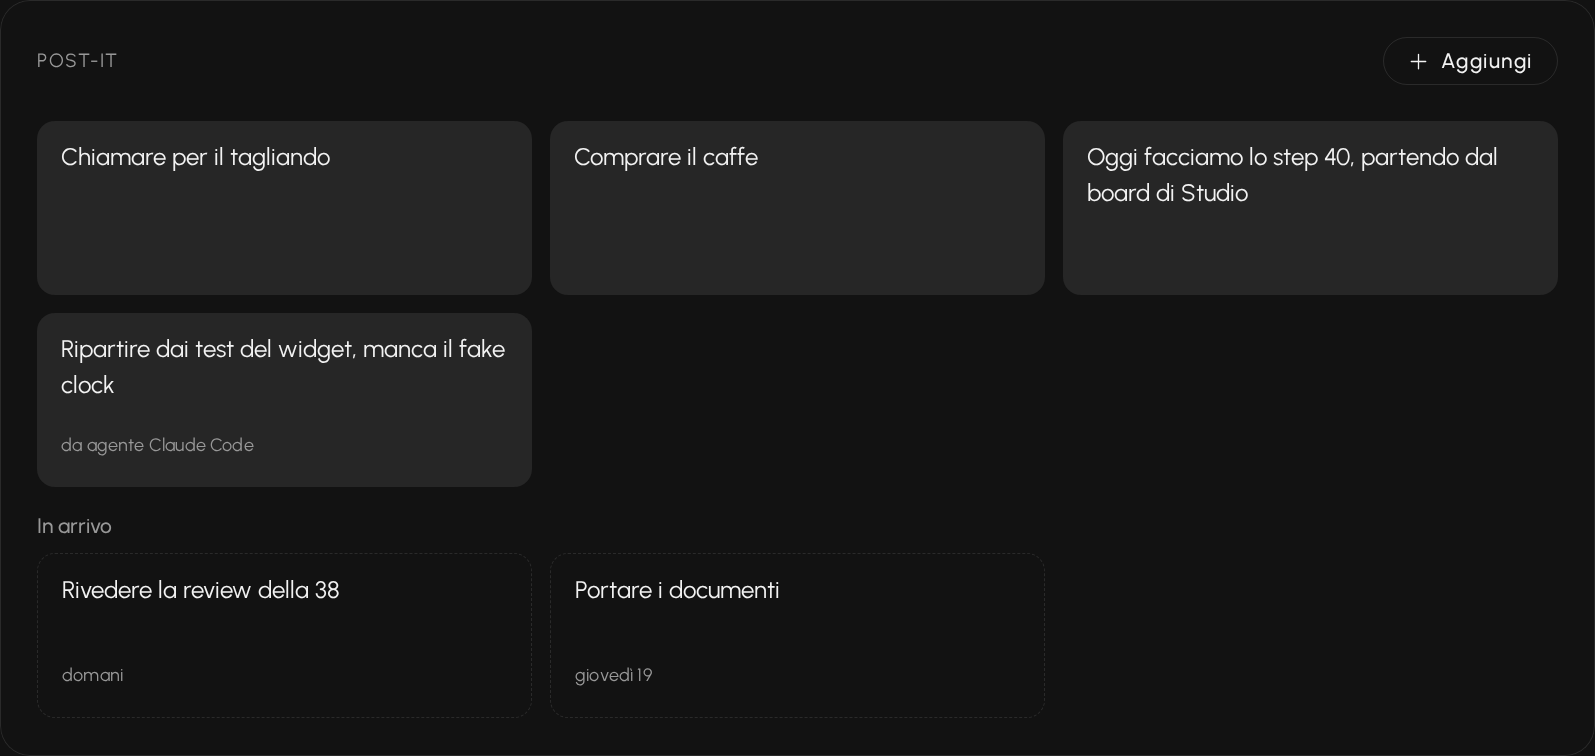 POST-IT
+ Aggiungi
Chiamare per il tagliando
Comprare il caffe
Oggi facciamo lo step 40, partendo dal
board di Studio
Ripartire dai test del widget, manca il fake
clock
da agente Claude Code
In arrivo
Rivedere la review della 38
domani
Portare i documenti
giovedì 19